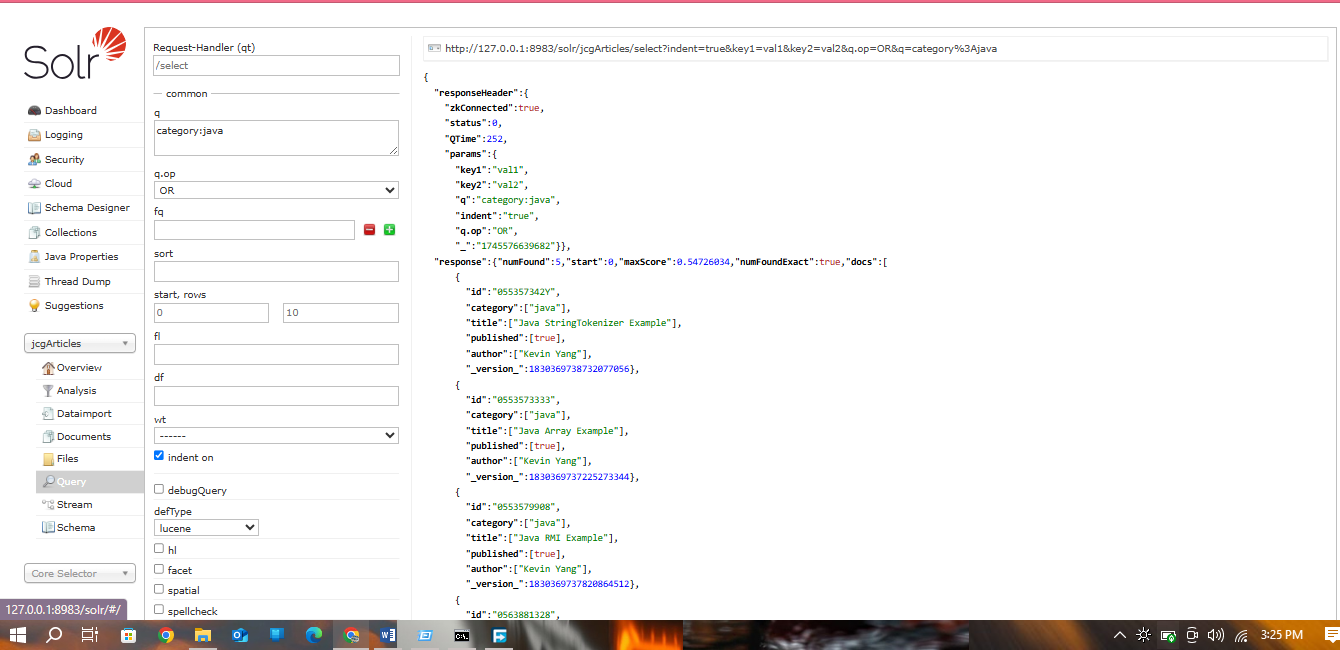 Solr
Dashboard
Logging
Security
Cloud
Schema Designer
Collections
Java Properties
Thread Dump
Suggestions
jcgArticles
Overview
Analysis
Dataimport
Documents
Files
Query
Stream
Schema
Core Selector
127.0.0.1:8983/solr/#/
Request-Handler (qt)
/select
common
q
category:java
q.op
OR
fq
sort
start, rows
0 10
fl
df
wt
------
indent on
debugQuery
defType
lucene
hl
facet
spatial
spellcheck
http://127.0.0.1:8983/solr/jcgArticles/select?indent=true&key1=val1&key2=val2&q.op=OR&q=category%3Ajava
{
"responseHeader":{
"zkConnected":true,
"status":0,
"QTime":252,
"params":{
"key1":"val1",
"key2":"val2",
"q":"category:java",
"indent":"true",
"q.op":"OR",
"_":"1745576639682"}},
"response":{"numFound":5,"start":0,"maxScore":0.54726034,"numFoundExact":true,"docs":[
{
"id":"055357342Y",
"category":["java"],
"title":["Java StringTokenizer Example"],
"published":[true],
"author":["Kevin Yang"],
"_version_":1830369738732077056},
{
"id":"0553573333",
"category":["java"],
"title":["Java Array Example"],
"published":[true],
"author":["Kevin Yang"],
"_version_":1830369737225273344},
{
"id":"0553579908",
"category":["java"],
"title":["Java RMI Example"],
"published":[true],
"author":["Kevin Yang"],
"_version_":1830369737820864512},
{
"id":"0563881328",
3:25 PM